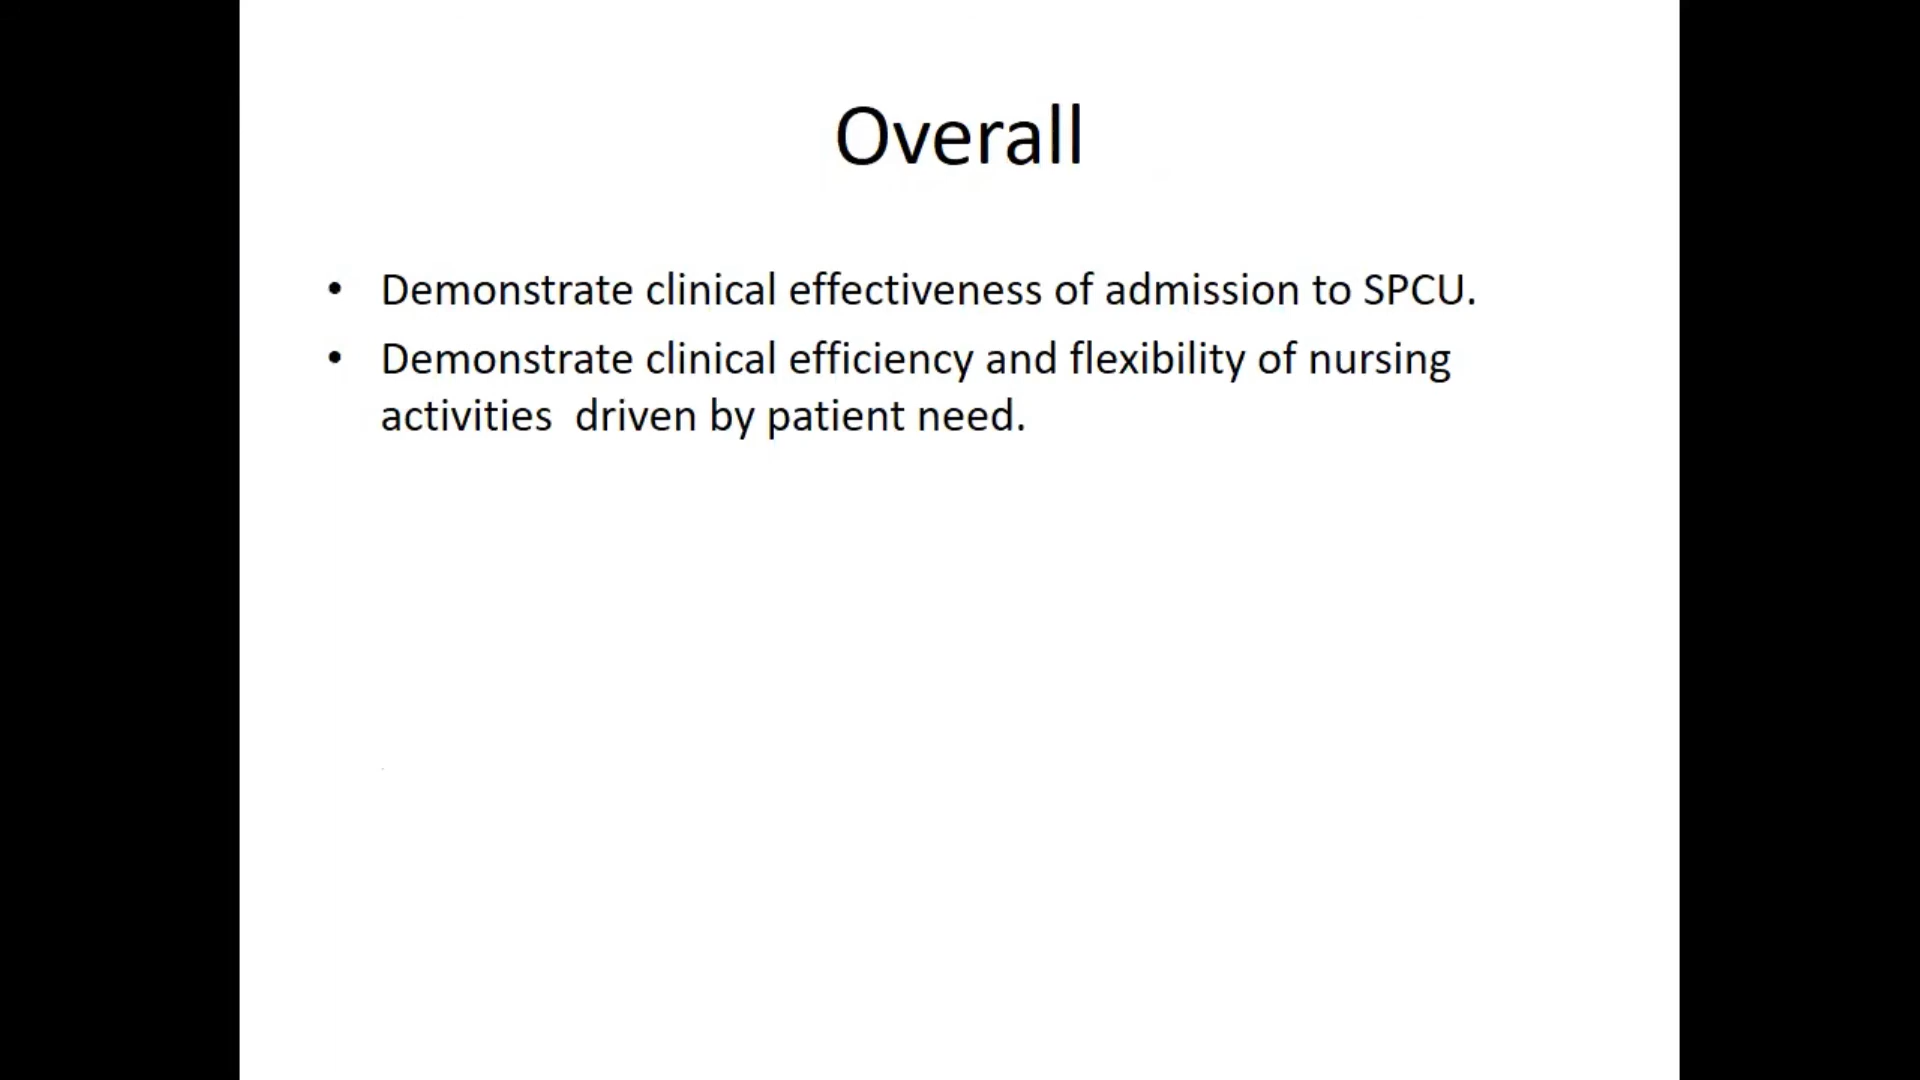 Overall
• Demonstrate clinical effectiveness of admission to SPCU.
• Demonstrate clinical efficiency and flexibility of nursing
activities  driven by patient need.